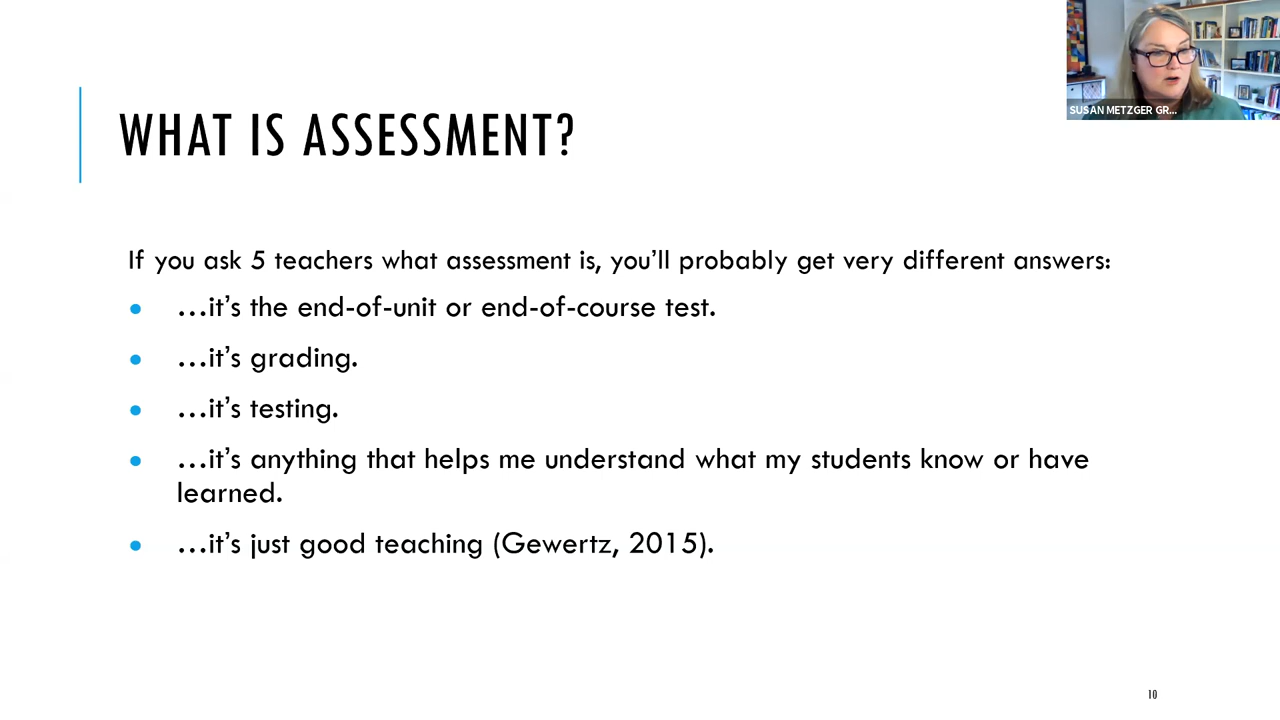 SUSAN METZGER GR...
WHAT IS ASSESSMENT?
If you ask 5 teachers what assessment is, you’ll probably get very different answers:
• …it’s the end-of-unit or end-of-course test.
• …it’s grading.
• …it’s testing.
• …it’s anything that helps me understand what my students know or have
learned.
• …it’s just good teaching (Gewertz, 2015).
10